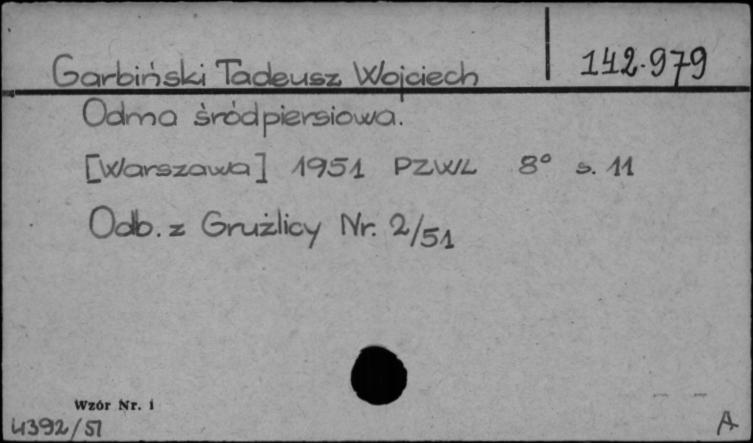 Garbiński Tadeusz Wojciech
142.979
Odma śródpiersiowa.
[Warszawa] 1951 PZWL 8° s. 11
Odb. z Gruźlicy Nr. 2/51
Wzór Nr. 1
4392/51
A